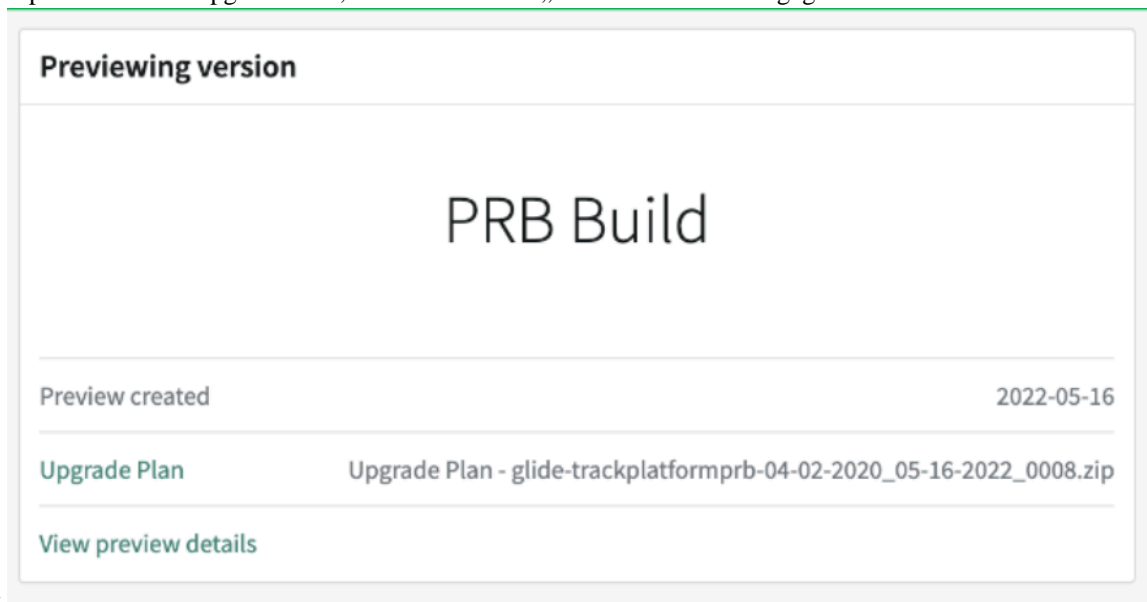 Previewing version
PRB Build
Preview created 2022-05-16
Upgrade Plan Upgrade Plan - glide-trackplatformprb-04-02-2020_05-16-2022_0008.zip
View preview details